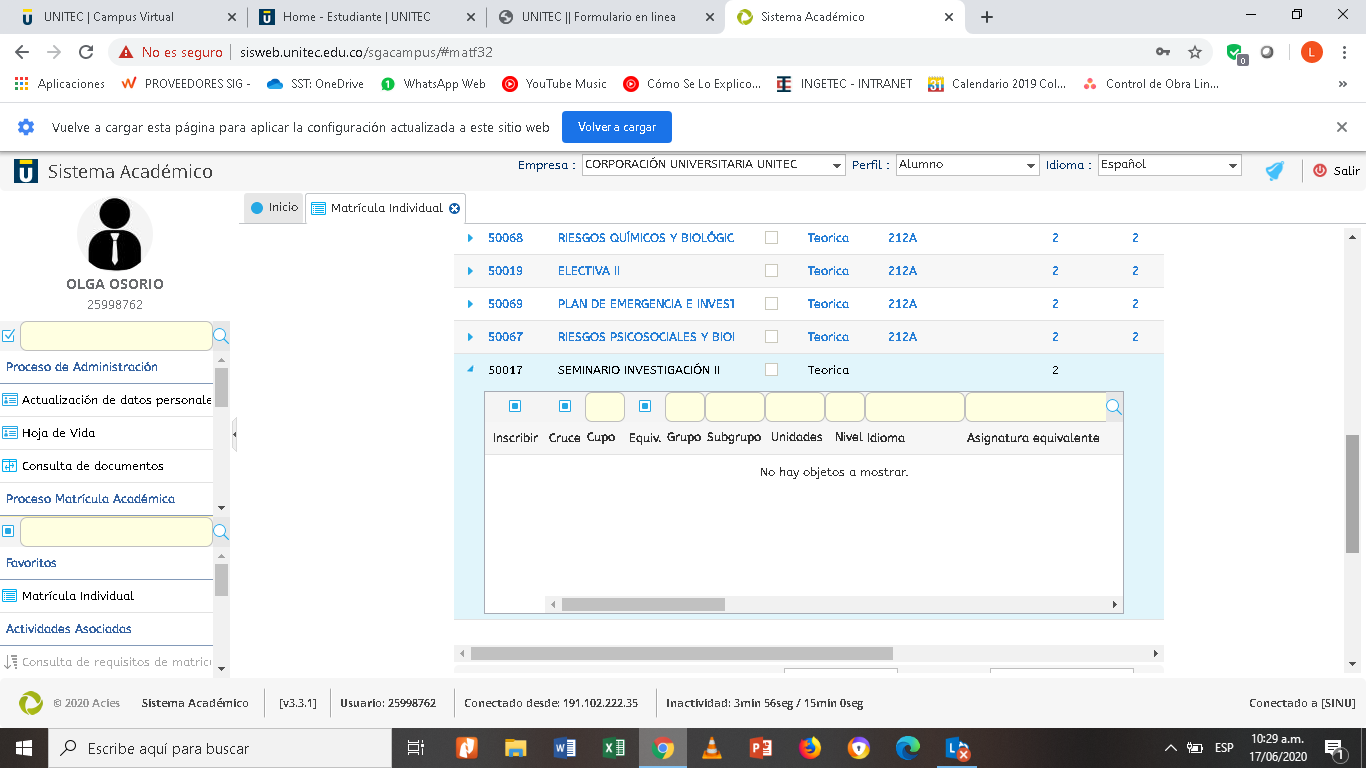 UNITEC | Campus Virtual
Home - Estudiante | UNITEC
UNITEC || Formulario en linea
Sistema Académico
No es seguro | sisweb.unitec.edu.co/sgacampus/#matf32
0
L
Aplicaciones
PROVEEDORES SIG -
SST: OneDrive
WhatsApp Web
YouTube Music
Cómo Se Lo Explico...
INGETEC - INTRANET
31
Calendario 2019 Col...
Control de Obra Lin...
Vuelve a cargar esta página para aplicar la configuración actualizada a este sitio web
Volver a cargar
Sistema Académico
Empresa : CORPORACIÓN UNIVERSITARIA UNITEC
Perfil : Alumno
Idioma : Español
Salir
OLGA OSORIO
25998762
Proceso de Administración
Actualización de datos personale
Hoja de Vida
Consulta de documentos
Proceso Matrícula Académica
Favoritos
Matrícula Individual
Actividades Asociadas
Consulta de requisitos de matric
Inicio
Matrícula Individual
50068 RIESGOS QUÍMICOS Y BIOLÓGIC Teorica 212A 2 2
50019 ELECTIVA II Teorica 212A 2 2
50069 PLAN DE EMERGENCIA E INVEST Teorica 212A 2 2
50067 RIESGOS PSICOSOCIALES Y BIO Teorica 212A 2 2
50017 SEMINARIO INVESTIGACIÓN II Teorica 2
Inscribir Cruce Cupo Equiv. Grupo Subgrupo Unidades Nivel Idioma Asignatura equivalente
No hay objetos a mostrar.
© 2020 Acies
Sistema Académico
[v3.3.1]
Usuario: 25998762
Conectado desde: 191.102.222.35
Inactividad: 3min 56seg / 15min 0seg
Conectado a [SINU]
Escribe aquí para buscar
ESP
10:29 a.m.
17/06/2020
1